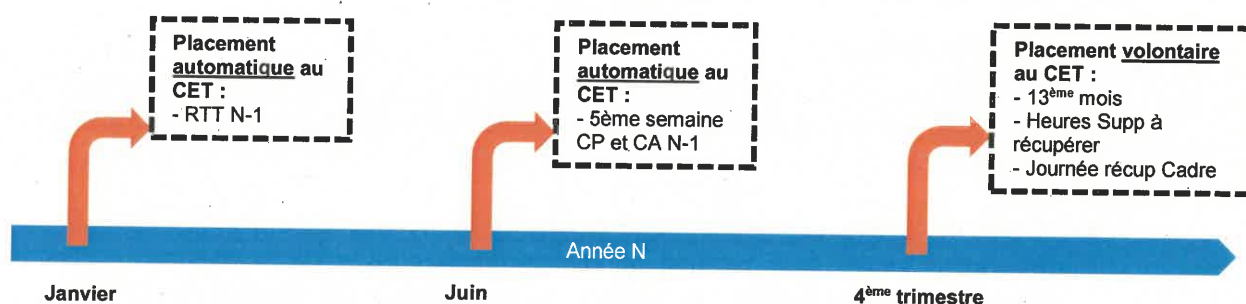 Placement
automatique au
CET :
- RTT N-1
Placement
automatique au
CET :
- 5ème semaine
CP et CA N-1
Placement volontaire
au CET :
- 13ème mois
- Heures Supp à
récupérer
- Journée récup Cadre
Année N
Janvier
Juin
4ème trimestre